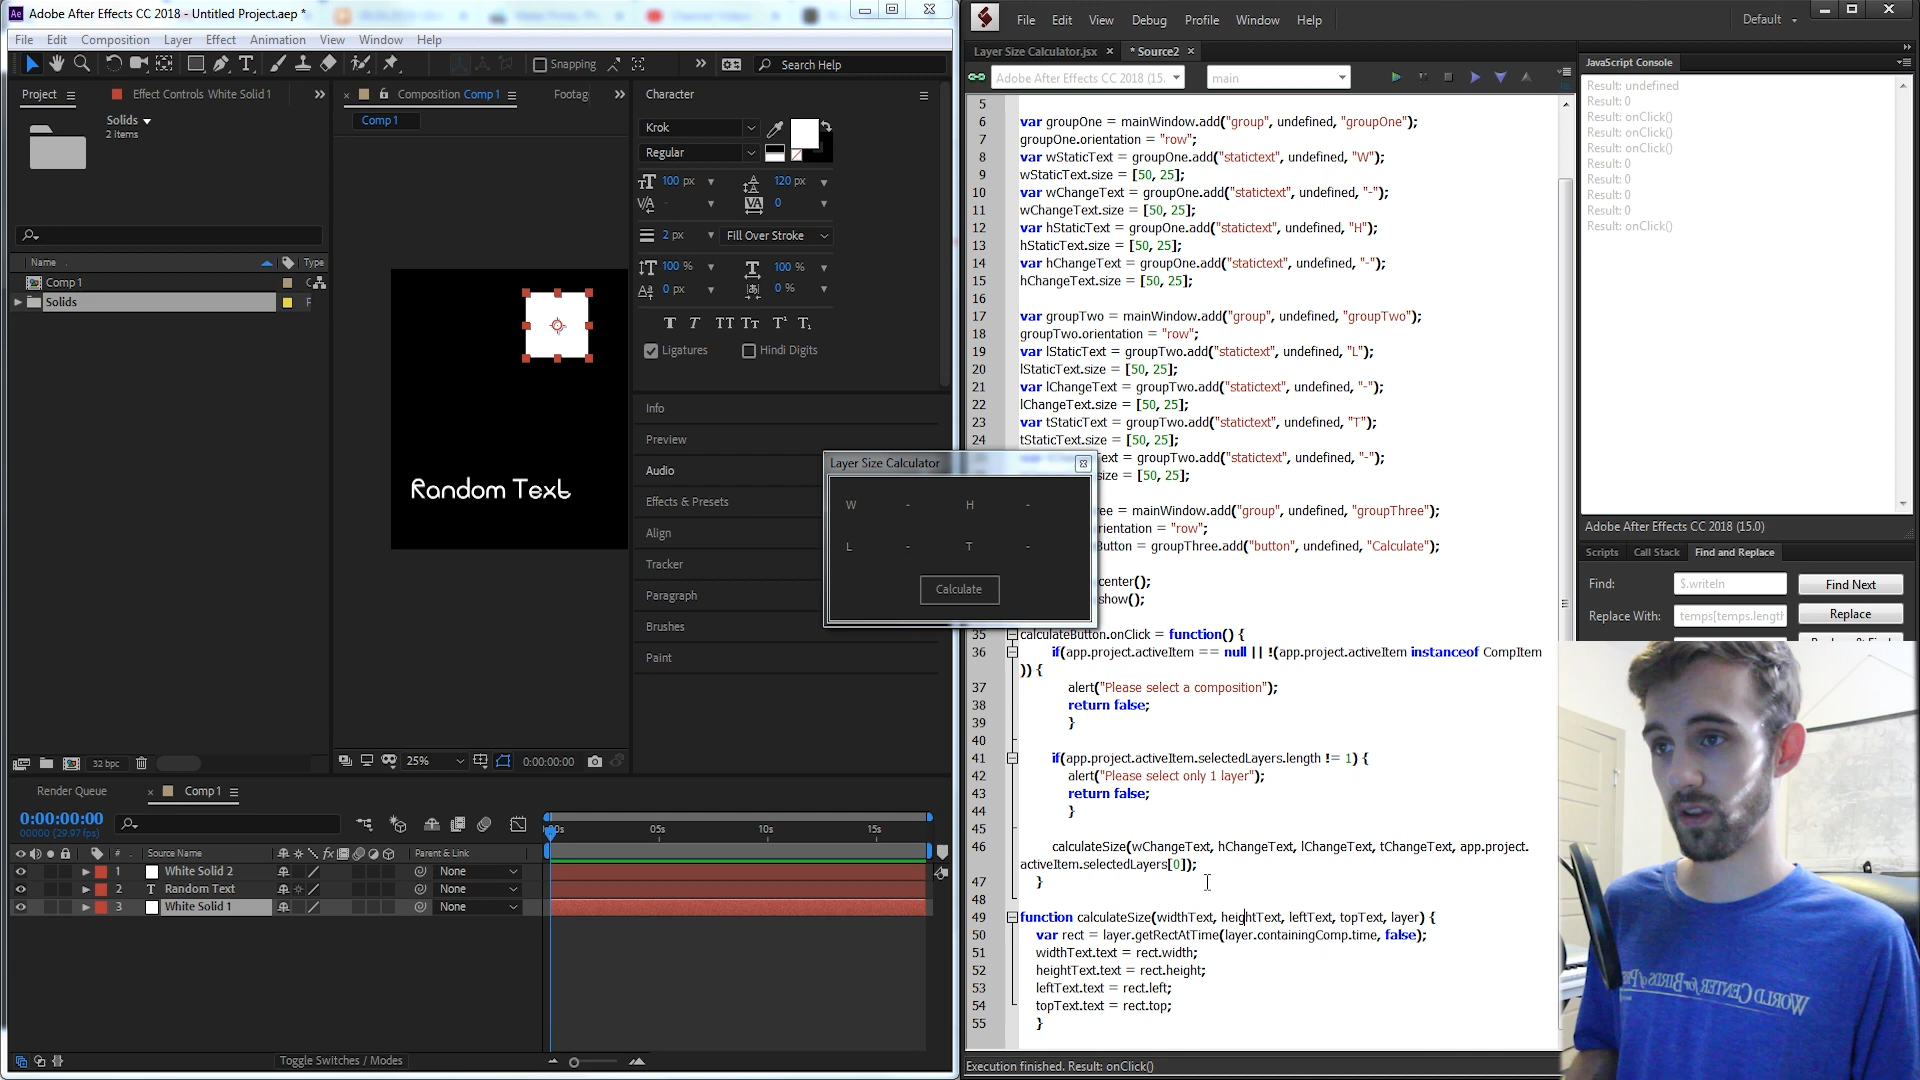 Adobe After Effects CC 2018 - Untitled Project.aep *
File Edit Composition Layer Effect Animation View Window Help
Snapping
Search Help
Project
Effect Controls White Solid 1
Solids
2 items
Name
Type
Comp 1
Solids
32 bpc
Composition Comp 1
Footag
Comp 1
Random Text
25%
0:00:00:00
Character
Krok
Regular
100 px
120 px
0
2 px
Fill Over Stroke
100 %
100 %
0 px
0 %
Ligatures
Hindi Digits
Info
Preview
Audio
Effects & Presets
Align
Tracker
Paragraph
Brushes
Paint
Layer Size Calculator
W - H -
L - T -
Calculate
Render Queue
Comp 1
0:00:00:00
00000 (29.97 fps)
# Source Name
Parent & Link
1 White Solid 2 None
2 T Random Text None
3 White Solid 1 None
05s
10s
15s
Toggle Switches / Modes
File Edit View Debug Profile Window Help
Default
Layer Size Calculator.jsx
* Source2
Adobe After Effects CC 2018 (15.
main
5
6 var groupOne = mainWindow.add("group", undefined, "groupOne");
7 groupOne.orientation = "row";
8 var wStaticText = groupOne.add("statictext", undefined, "W");
9 wStaticText.size = [50, 25];
10 var wChangeText = groupOne.add("statictext", undefined, "-");
11 wChangeText.size = [50, 25];
12 var hStaticText = groupOne.add("statictext", undefined, "H");
13 hStaticText.size = [50, 25];
14 var hChangeText = groupOne.add("statictext", undefined, "-");
15 hChangeText.size = [50, 25];
16
17 var groupTwo = mainWindow.add("group", undefined, "groupTwo");
18 groupTwo.orientation = "row";
19 var lStaticText = groupTwo.add("statictext", undefined, "L");
20 lStaticText.size = [50, 25];
21 var lChangeText = groupTwo.add("statictext", undefined, "-");
22 lChangeText.size = [50, 25];
23 var tStaticText = groupTwo.add("statictext", undefined, "T");
24 tStaticText.size = [50, 25];
ext = groupTwo.add("statictext", undefined, "-");
size = [50, 25];
ee = mainWindow.add("group", undefined, "groupThree");
rientation = "row";
Button = groupThree.add("button", undefined, "Calculate");
center();
show();
35 calculateButton.onClick = function() {
36 if(app.project.activeItem == null || !(app.project.activeItem instanceof CompItem
)) {
37 alert("Please select a composition");
38 return false;
39 }
40
41 if(app.project.activeItem.selectedLayers.length != 1) {
42 alert("Please select only 1 layer");
43 return false;
44 }
45
46 calculateSize(wChangeText, hChangeText, lChangeText, tChangeText, app.project.
activeItem.selectedLayers[0]);
47 }
48
49 function calculateSize(widthText, heightText, leftText, topText, layer) {
50 var rect = layer.getRectAtTime(layer.containingComp.time, false);
51 widthText.text = rect.width;
52 heightText.text = rect.height;
53 leftText.text = rect.left;
54 topText.text = rect.top;
55 }
Execution finished. Result: onClick()
JavaScript Console
Result: undefined
Result: 0
Result: onClick()
Result: onClick()
Result: onClick()
Result: 0
Result: 0
Result: 0
Result: 0
Result: onClick()
Adobe After Effects CC 2018 (15.0)
Scripts Call Stack Find and Replace
Find: $.writeln Find Next
Replace With: temps[temps.length Replace